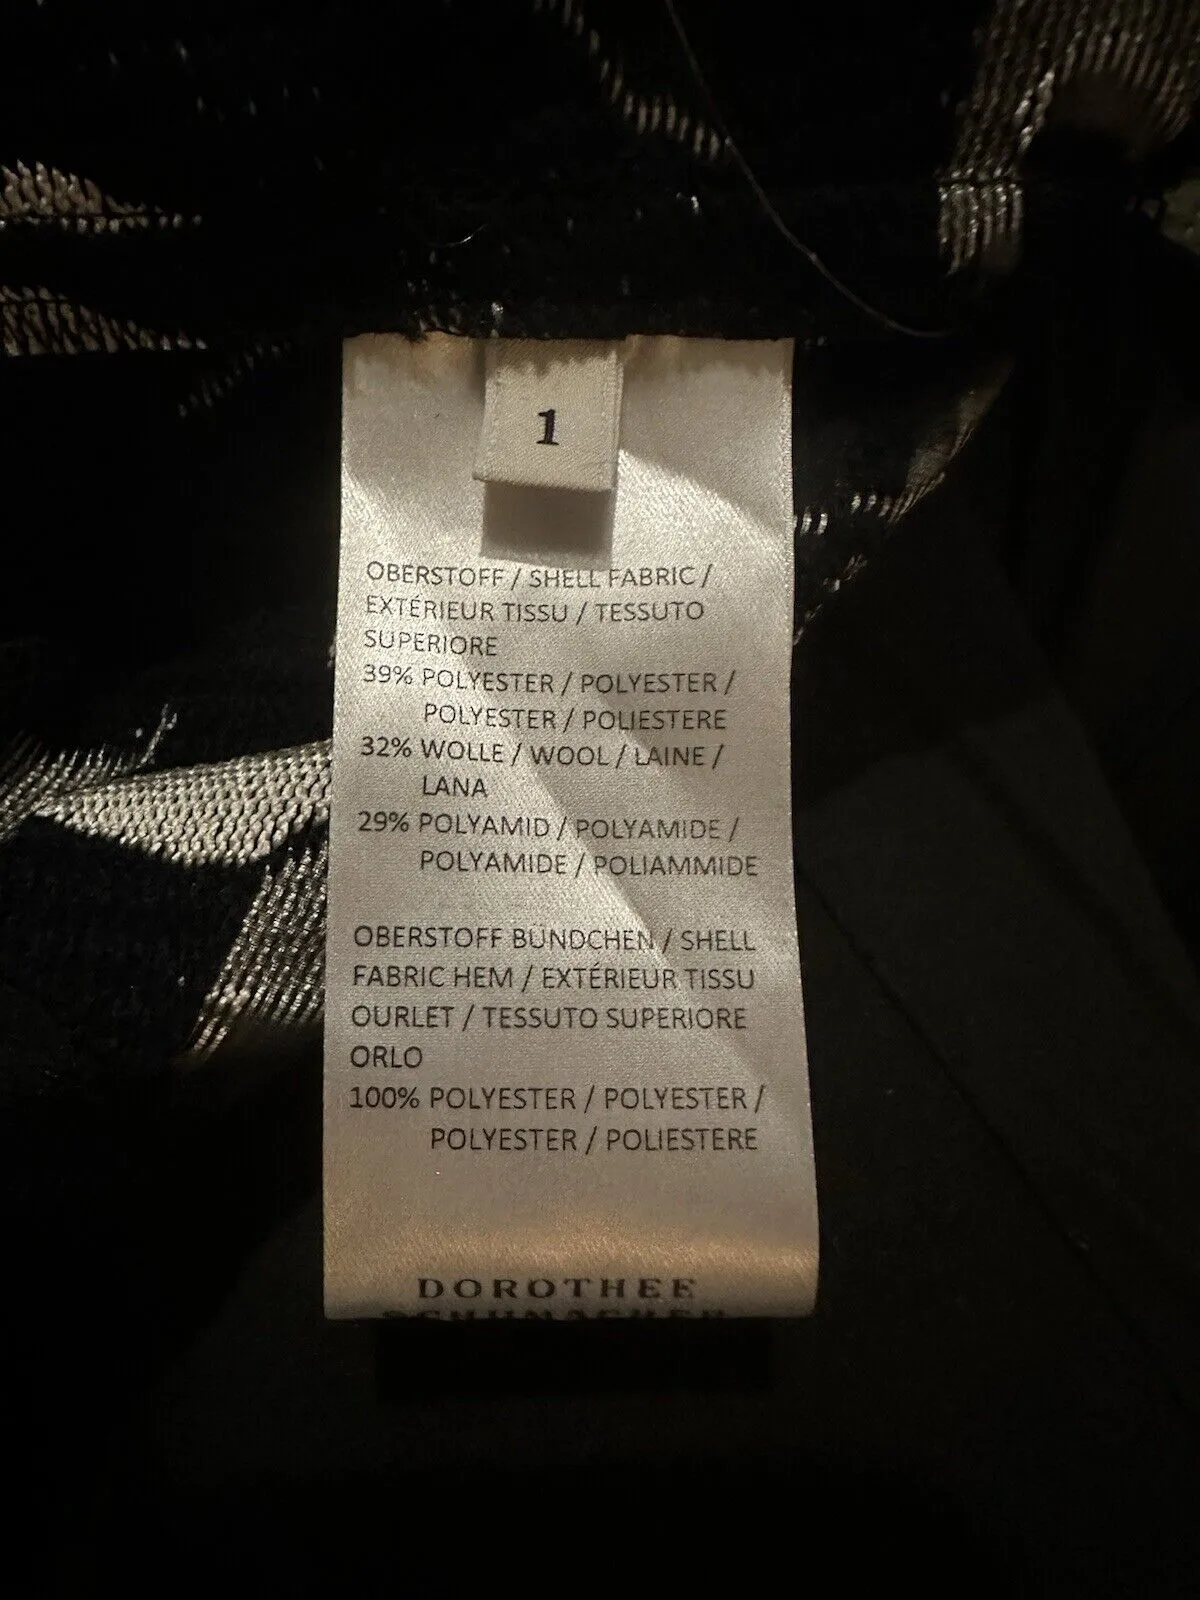 1
OBERSTOFF / SHELL FABRIC /
EXTÉRIEUR TISSU / TESSUTO
SUPERIORE
39% POLYESTER / POLYESTER /
POLYESTER / POLIESTERE
32% WOLLE / WOOL / LAINE /
LANA
29% POLYAMID / POLYAMIDE /
POLYAMIDE / POLIAMMIDE
OBERSTOFF BÜNDCHEN / SHELL
FABRIC HEM / EXTÉRIEUR TISSU
OURLET / TESSUTO SUPERIORE
ORLO
100% POLYESTER / POLYESTER /
POLYESTER / POLIESTERE
DOROTHEE
SCHUMACHER